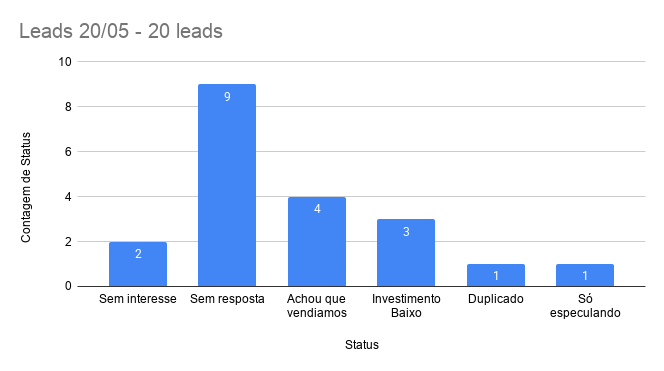 Leads 20/05 - 20 leads
Contagem de Status
10
8
6
4
2
0
2
9
4
3
1
1
Sem interesse
Sem resposta
Achou que
vendiamos
Investimento
Baixo
Duplicado
Só
especulando
Status